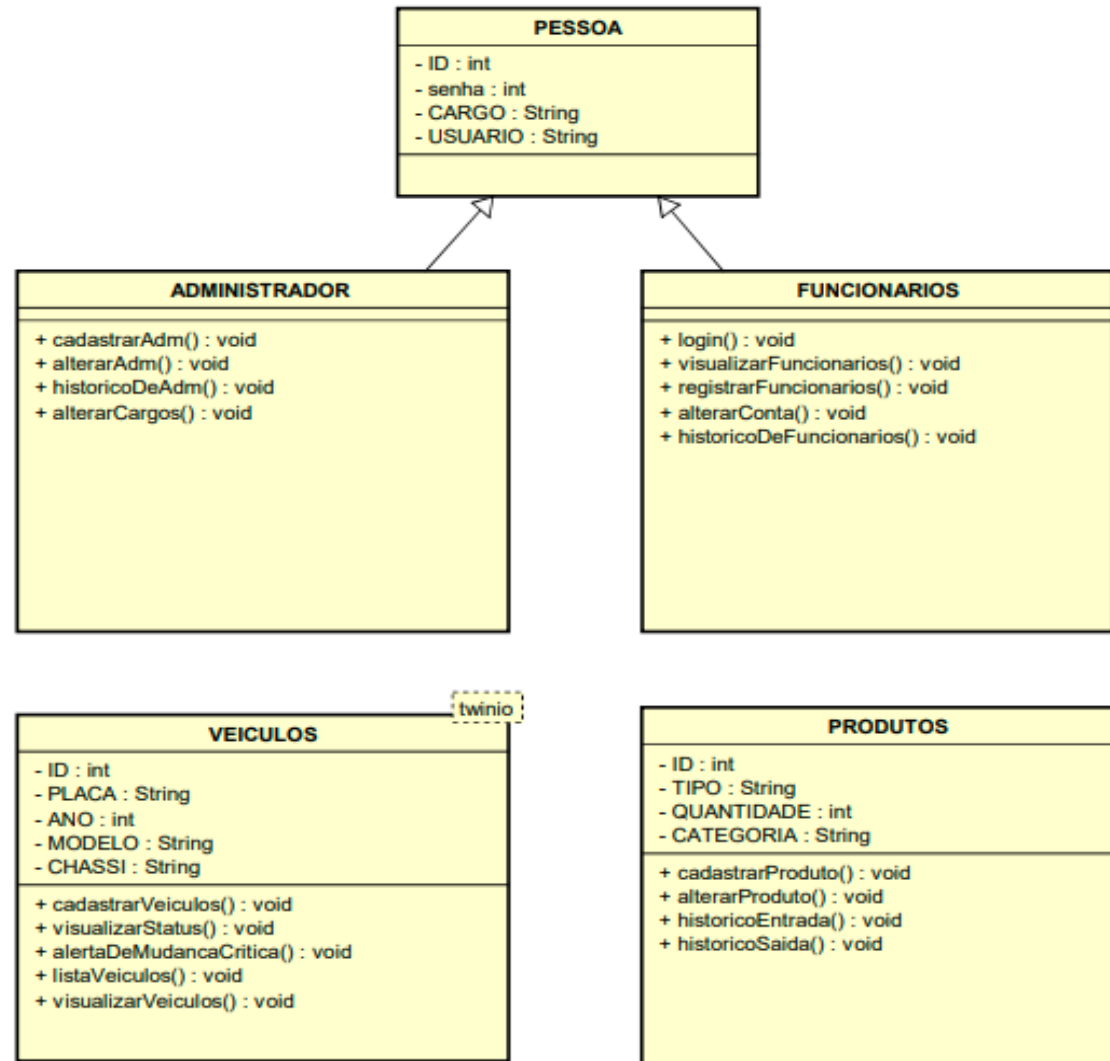 PESSOA
- ID : int
- senha : int
- CARGO : String
- USUARIO : String
ADMINISTRADOR
+ cadastrarAdm() : void
+ alterarAdm() : void
+ historicoDeAdm() : void
+ alterarCargos() : void
FUNCIONARIOS
+ login() : void
+ visualizarFuncionarios() : void
+ registrarFuncionarios() : void
+ alterarConta() : void
+ historicoDeFuncionarios() : void
twinio
VEICULOS
- ID : int
- PLACA : String
- ANO : int
- MODELO : String
- CHASSI : String
+ cadastrarVeiculos() : void
+ visualizarStatus() : void
+ alertaDeMudancaCritica() : void
+ listaVeiculos() : void
+ visualizarVeiculos() : void
PRODUTOS
- ID : int
- TIPO : String
- QUANTIDADE : int
- CATEGORIA : String
+ cadastrarProduto() : void
+ alterarProduto() : void
+ historicoEntrada() : void
+ historicoSaida() : void